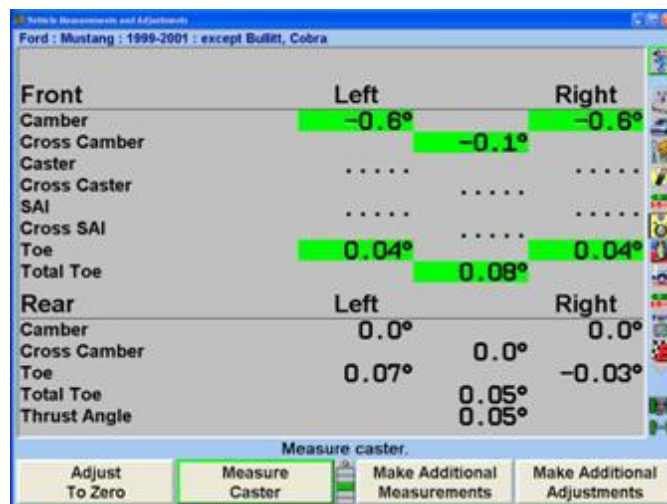 Vehicle Measurements and Adjustments
Ford : Mustang : 1999-2001 : except Bullitt, Cobra
Front Left Right
Camber -0.6° -0.6°
Cross Camber -0.1°
Caster ..... .....
Cross Caster .....
SAI ..... .....
Cross SAI .....
Toe 0.04° 0.04°
Total Toe 0.08°
Rear Left Right
Camber 0.0° 0.0°
Cross Camber 0.0°
Toe 0.07° -0.03°
Total Toe 0.05°
Thrust Angle 0.05°
Measure caster.
Adjust To Zero
Measure Caster
Make Additional Measurements
Make Additional Adjustments